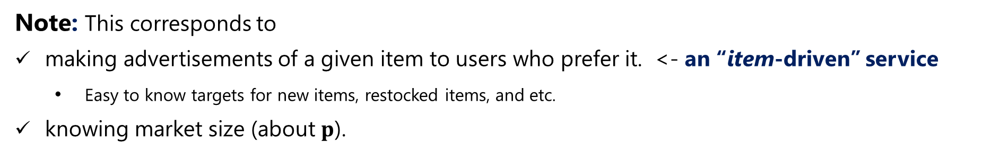 Note: This corresponds to
✓ making advertisements of a given item to users who prefer it. <- an “item-driven” service
• Easy to know targets for new items, restocked items, and etc.
✓ knowing market size (about p).